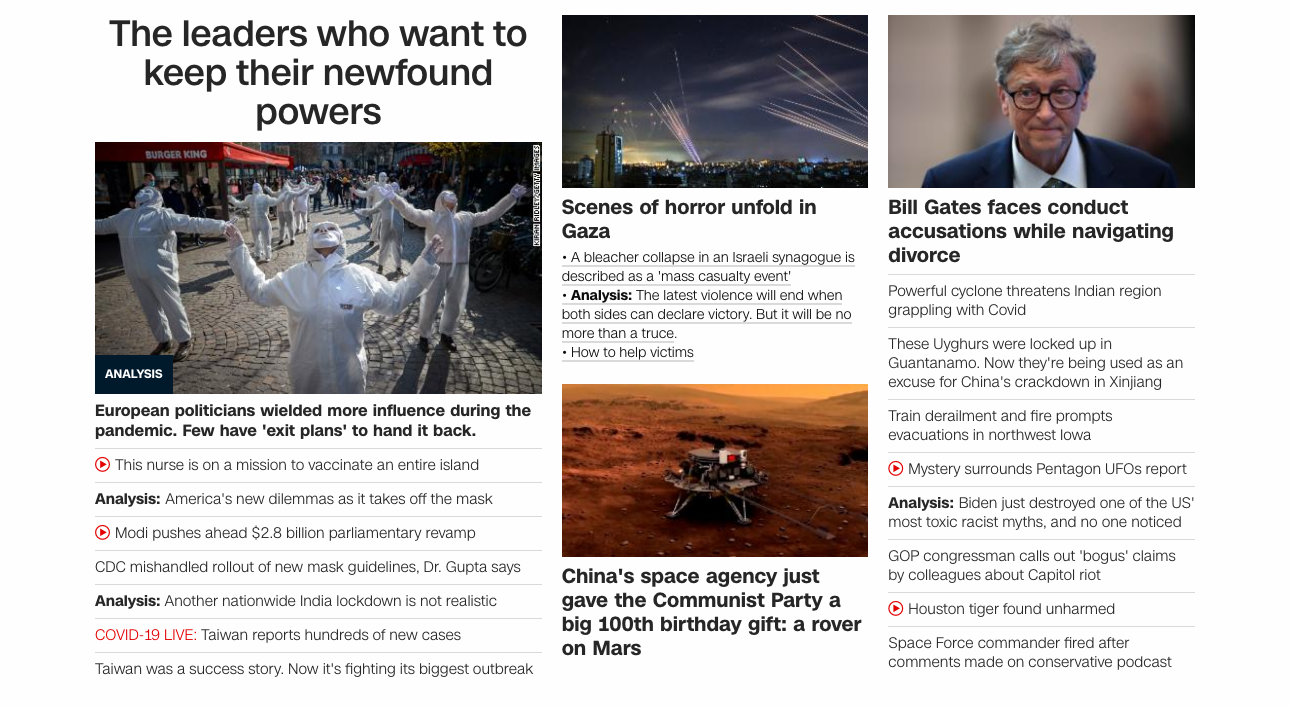 The leaders who want to
keep their newfound
powers
BURGER KING
KIRAN RIDLEY/GETTY IMAGES
ANALYSIS
European politicians wielded more influence during the
pandemic. Few have 'exit plans' to hand it back.
This nurse is on a mission to vaccinate an entire island
Analysis: America's new dilemmas as it takes off the mask
Modi pushes ahead $2.8 billion parliamentary revamp
CDC mishandled rollout of new mask guidelines, Dr. Gupta says
Analysis: Another nationwide India lockdown is not realistic
COVID-19 LIVE: Taiwan reports hundreds of new cases
Taiwan was a success story. Now it's fighting its biggest outbreak
Scenes of horror unfold in
Gaza
• A bleacher collapse in an Israeli synagogue is
described as a 'mass casualty event'
• Analysis: The latest violence will end when
both sides can declare victory. But it will be no
more than a truce.
• How to help victims
China's space agency just
gave the Communist Party a
big 100th birthday gift: a rover
on Mars
Bill Gates faces conduct
accusations while navigating
divorce
Powerful cyclone threatens Indian region
grappling with Covid
These Uyghurs were locked up in
Guantanamo. Now they're being used as an
excuse for China's crackdown in Xinjiang
Train derailment and fire prompts
evacuations in northwest Iowa
Mystery surrounds Pentagon UFOs report
Analysis: Biden just destroyed one of the US'
most toxic racist myths, and no one noticed
GOP congressman calls out 'bogus' claims
by colleagues about Capitol riot
Houston tiger found unharmed
Space Force commander fired after
comments made on conservative podcast